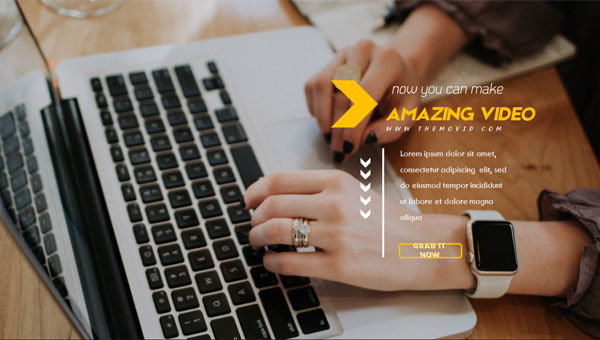 now you can make
AMAZING VIDEO
WWW THEMOVID.COM
Lorem ipsum dolor sit amet,
consectetur adipiscing elit, sed
do eiusmod tempor incididunt
ut labore et dolore magna
aliqua
GRAB IT
NOW